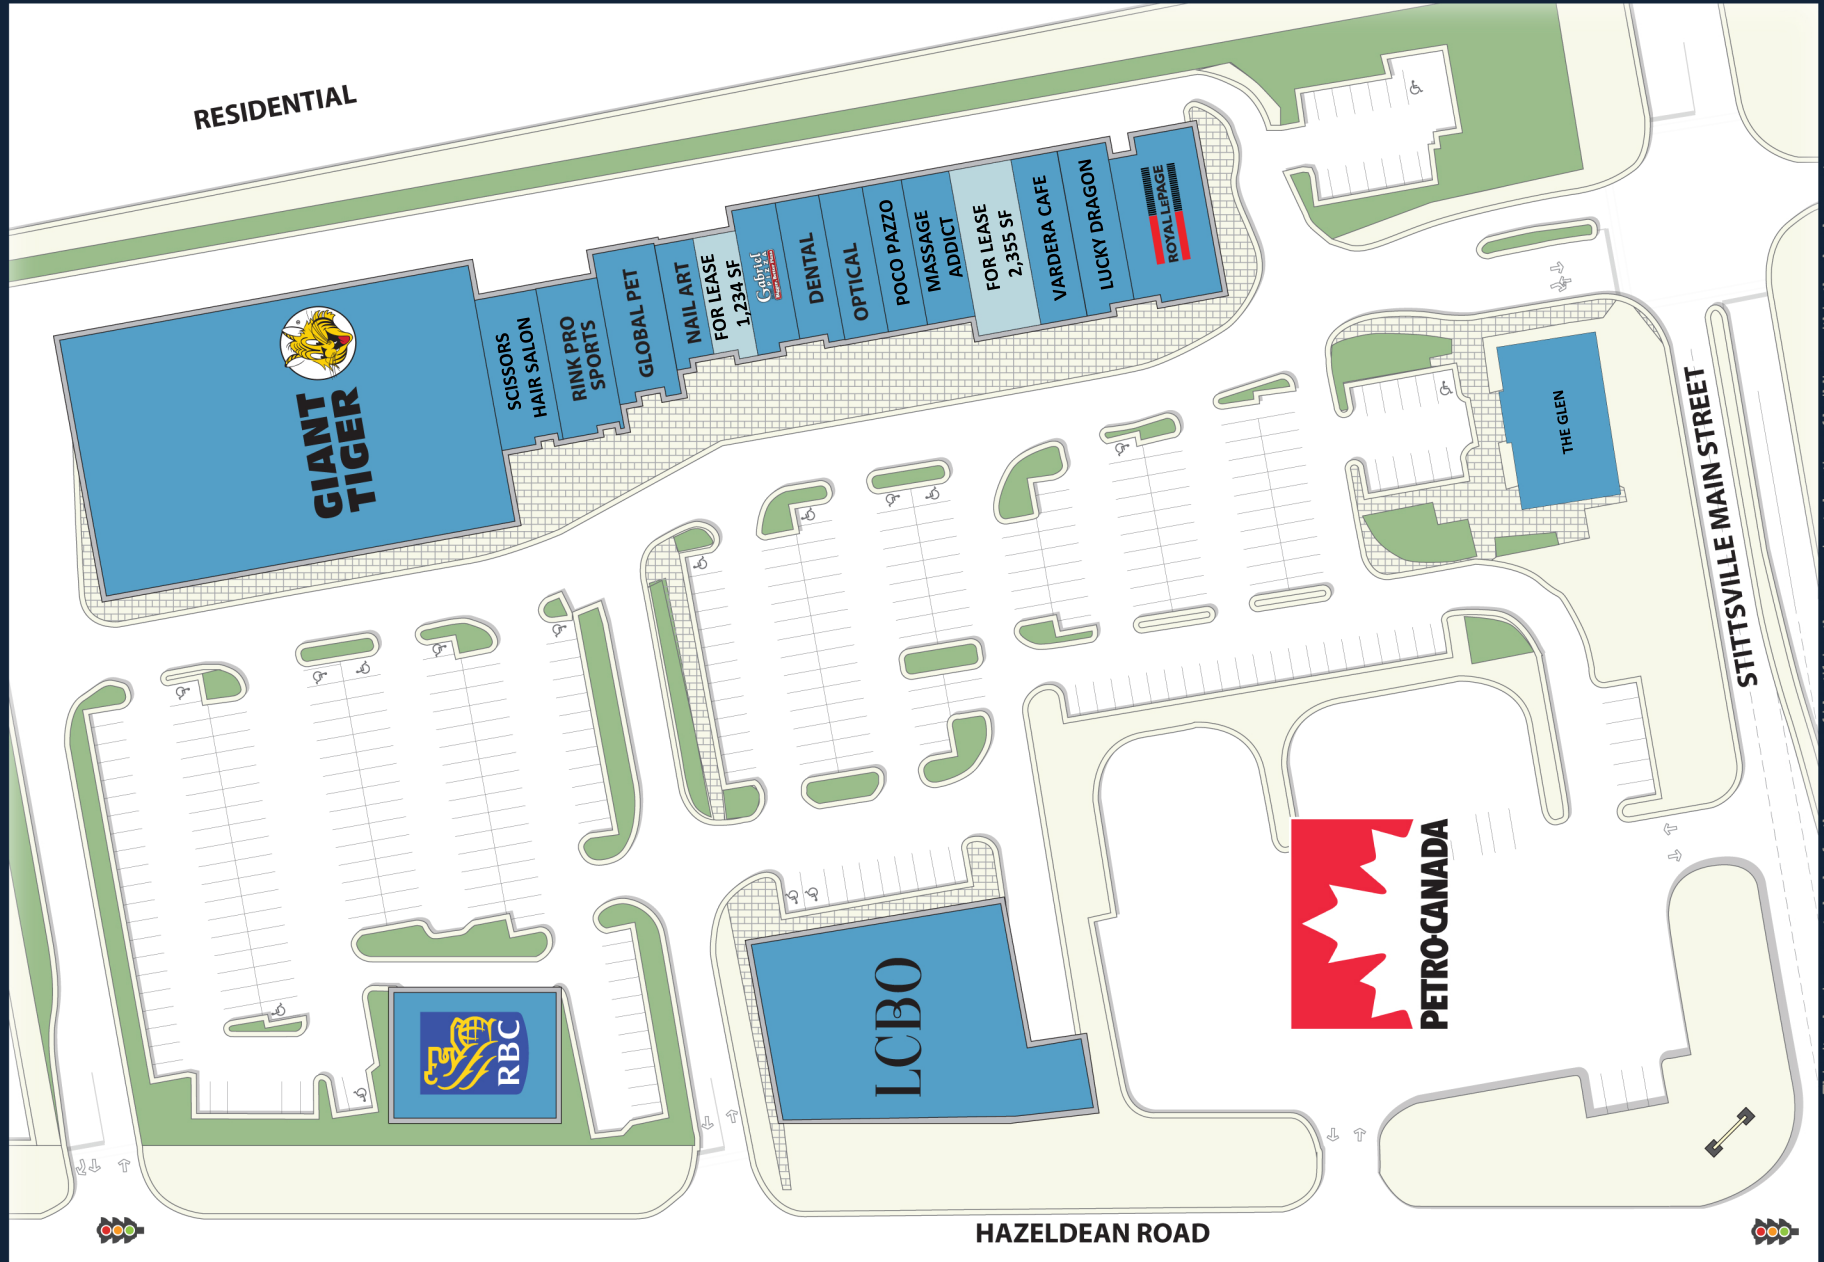 RESIDENTIAL
GIANT
TIGER
SCISSORS
HAIR SALON
RINK PRO
SPORTS
GLOBAL PET
NAIL ART
FOR LEASE
1,234 SF
Gabriel
PIZZA
DENTAL
OPTICAL
POCO PAZZO
MASSAGE
ADDICT
FOR LEASE
2,355 SF
VARDERA CAFE
LUCKY DRAGON
ROYAL LEPAGE
THE GLEN
STITTSVILLE MAIN STREET
RBC
LCBO
PETRO-CANADA
HAZELDEAN ROAD